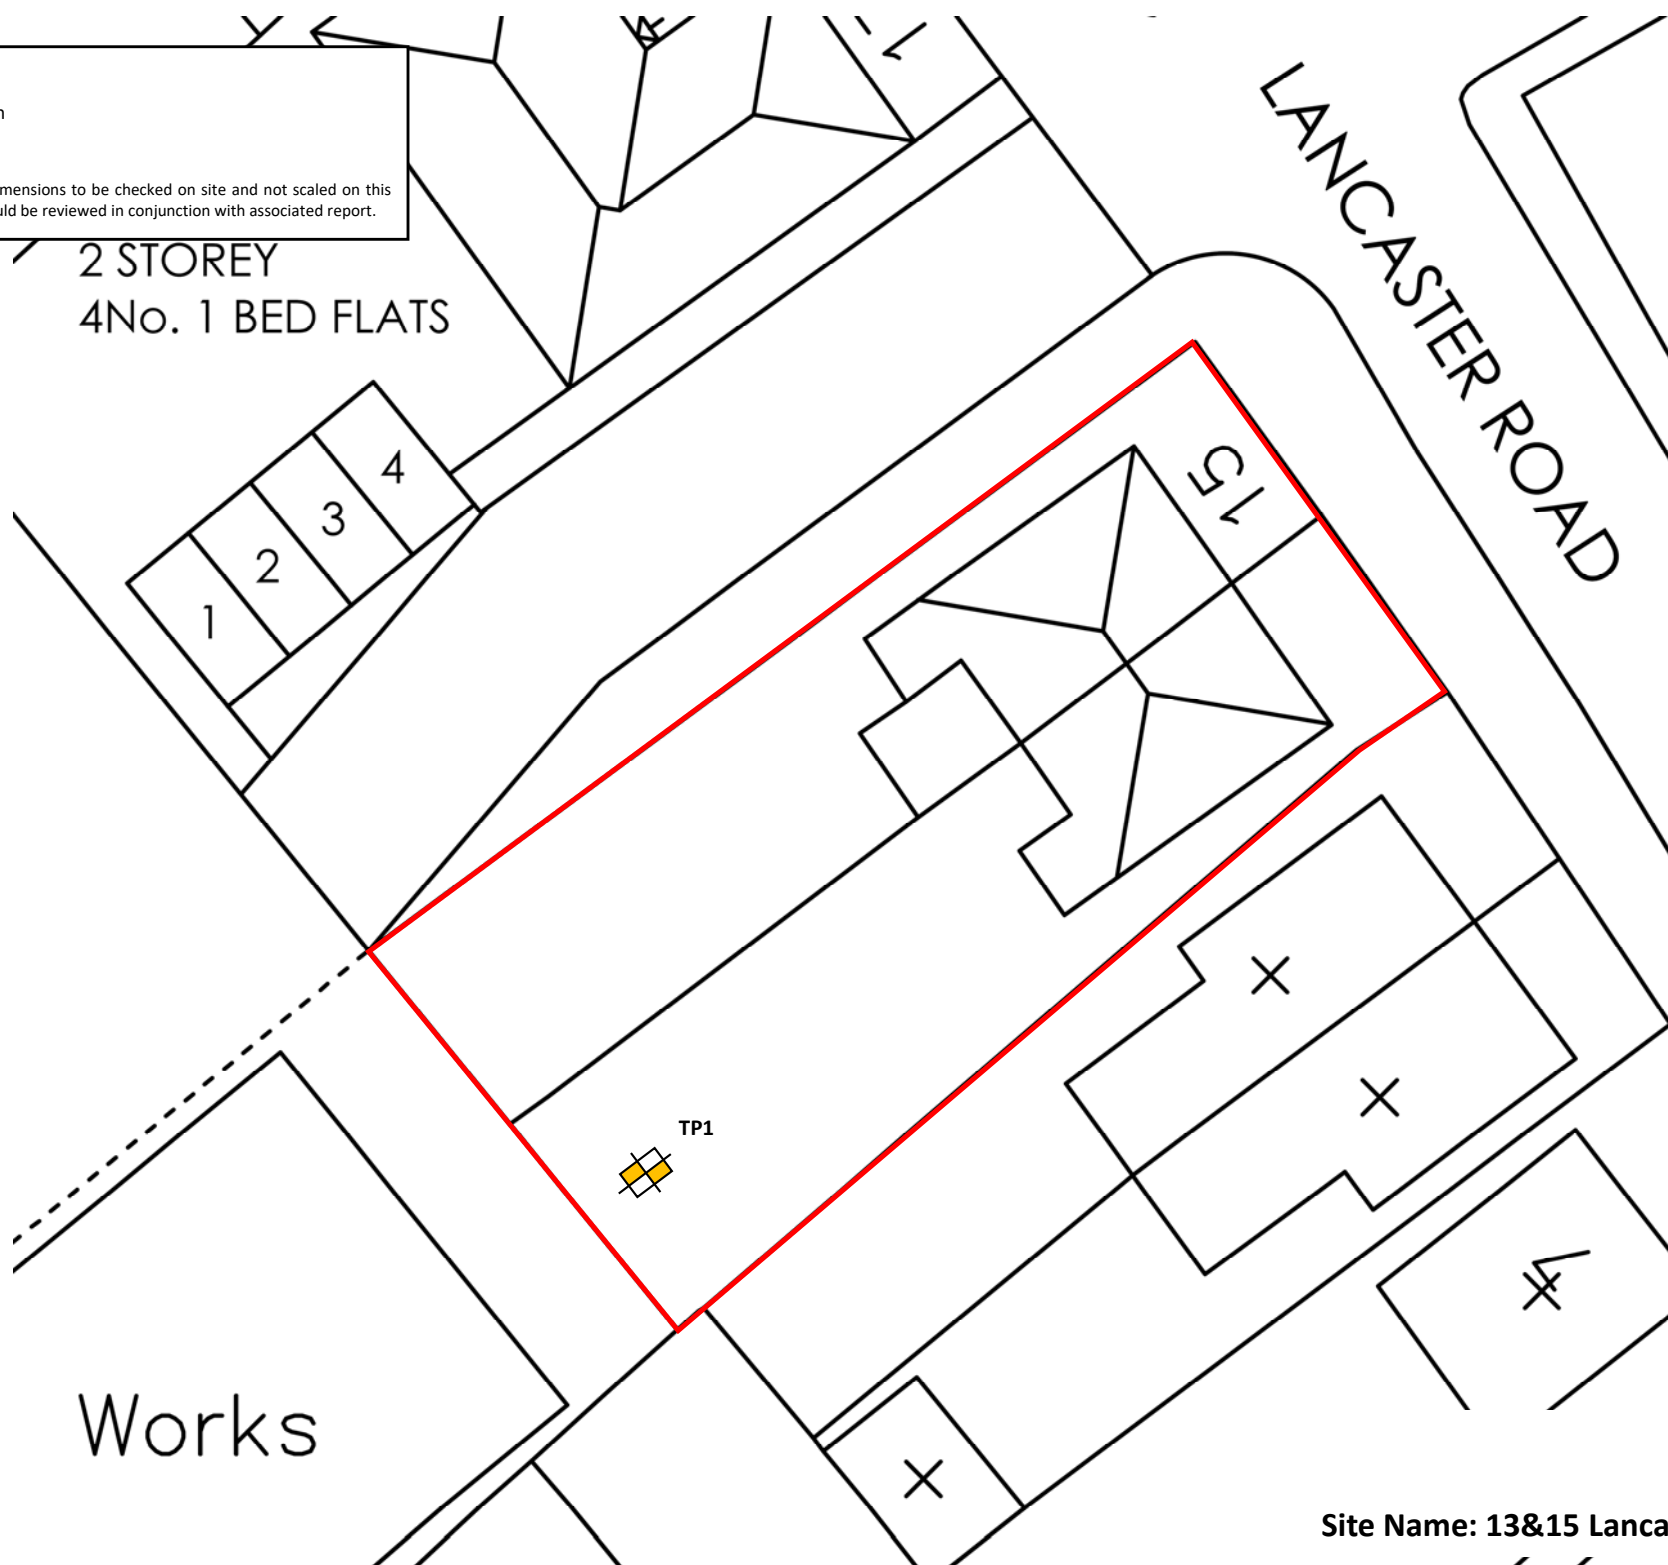 mensions to be checked on site and not scaled on this
uld be reviewed in conjunction with associated report.
2 STOREY
4No. 1 BED FLATS
LANCASTER ROAD
15
4
3
2
1
TP1
Works
Site Name: 13&15 Lanca